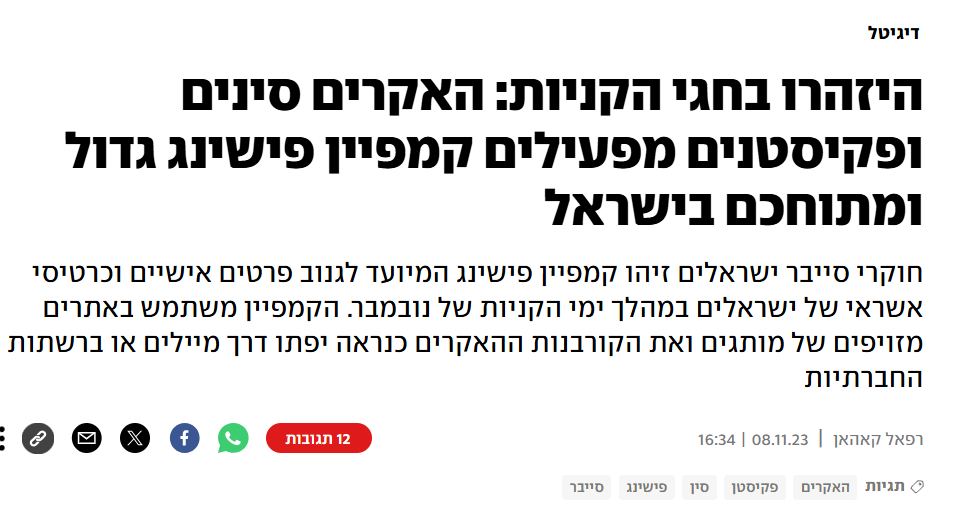 דיגיטל
היזהרו בחגי הקניות: האקרים סינים
ופקיסטנים מפעילים קמפיין פישינג גדול
ומתוחכם בישראל
חוקרי סייבר ישראלים זיהו קמפיין פישינג המיועד לגנוב פרטים אישיים וכרטיסי
אשראי של ישראלים במהלך ימי הקניות של נובמבר. הקמפיין משתמש באתרים
מזויפים של מותגים ואת הקורבנות ההאקרים כנראה יפתו דרך מיילים או ברשתות
החברתיות
רפאל קאהאן | 08.11.23 | 16:34
12 תגובות
תגיות האקרים פקיסטן סין פישינג סייבר